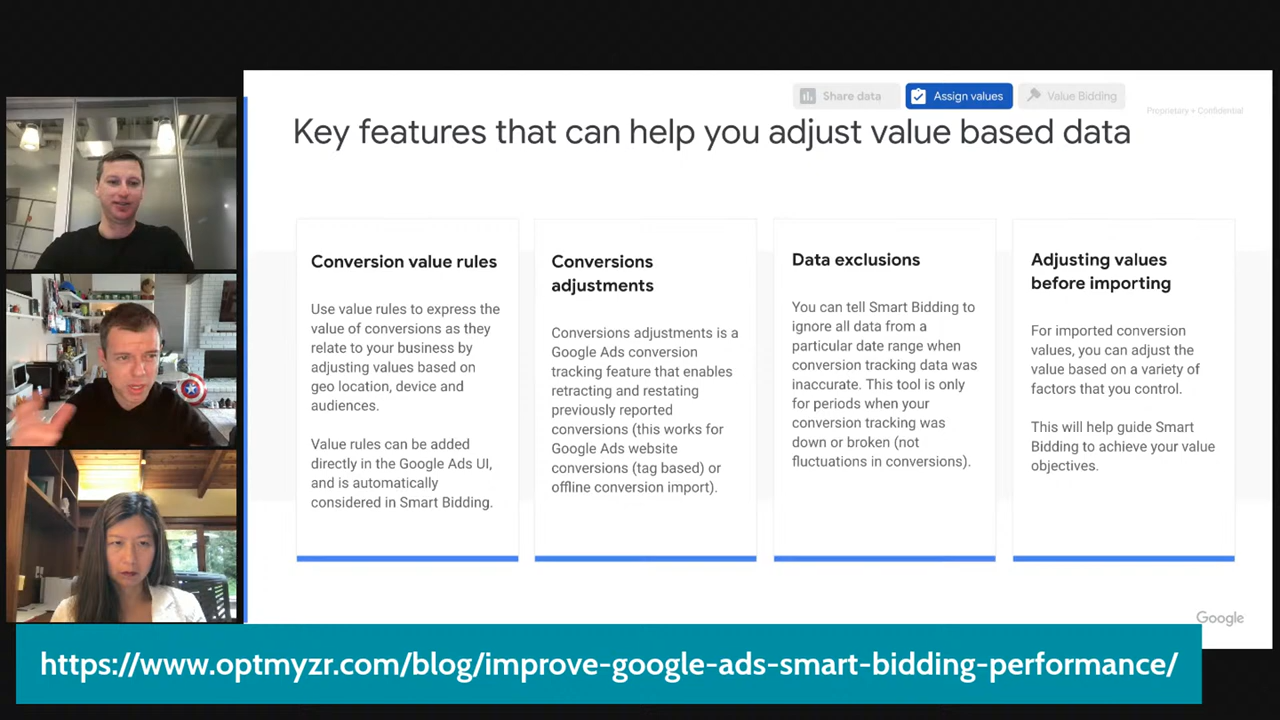 Share data
Assign values
Value Bidding
Proprietary + Confidential
Key features that can help you adjust value based data
Conversion value rules
Use value rules to express the
value of conversions as they
relate to your business by
adjusting values based on
geo location, device and
audiences.
Value rules can be added
directly in the Google Ads UI,
and is automatically
considered in Smart Bidding.
Conversions
adjustments
Conversions adjustments is a
Google Ads conversion
tracking feature that enables
retracting and restating
previously reported
conversions (this works for
Google Ads website
conversions (tag based) or
offline conversion import).
Data exclusions
You can tell Smart Bidding to
ignore all data from a
particular date range when
conversion tracking data was
inaccurate. This tool is only
for periods when your
conversion tracking was
down or broken (not
fluctuations in conversions).
Adjusting values
before importing
For imported conversion
values, you can adjust the
value based on a variety of
factors that you control.
This will help guide Smart
Bidding to achieve your value
objectives.
Google
https://www.optmyzr.com/blog/improve-google-ads-smart-bidding-performance/